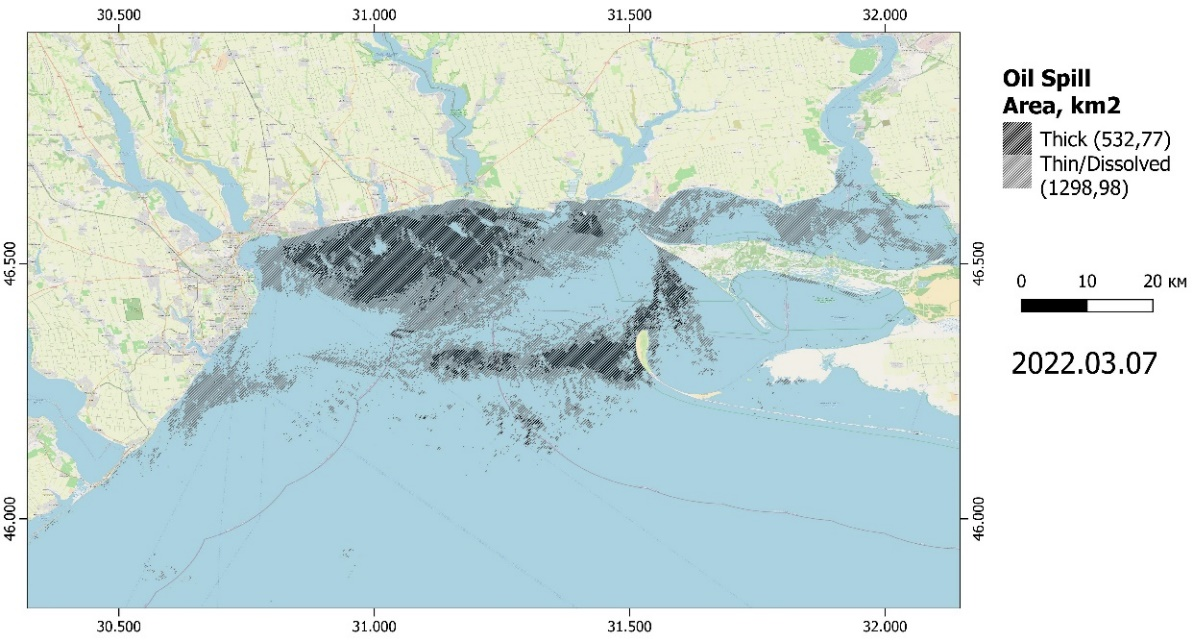 30.500 31.000 31.500 32.000
Oil Spill
Area, km2
Thick (532,77)
Thin/Dissolved
(1298,98)
46.500 46.500
0 10 20 км
2022.03.07
46.000 46.000
30.500 31.000 31.500 32.000